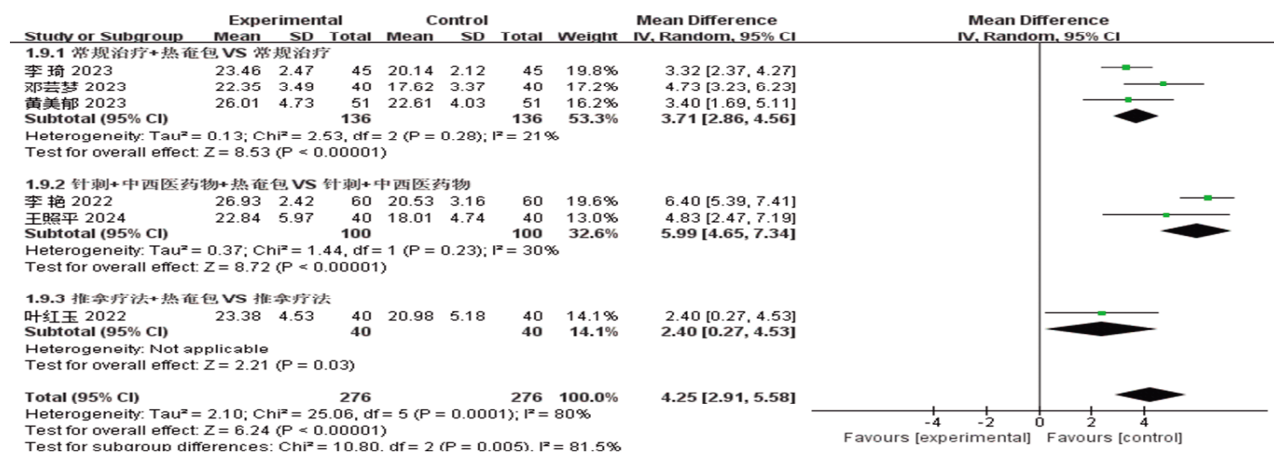 Experimental Control Mean Difference Mean Difference
Study or Subgroup Mean SD Total Mean SD Total Weight IV, Random, 95% CI IV, Random, 95% CI
1.9.1 常规治疗+热奄包 VS 常规治疗
李 琦 2023 23.46 2.47 45 20.14 2.12 45 19.8% 3.32 [2.37, 4.27]
邓芸梦 2023 22.35 3.49 40 17.62 3.37 40 17.2% 4.73 [3.23, 6.23]
黄美郁 2023 26.01 4.73 51 22.61 4.03 51 16.2% 3.40 [1.69, 5.11]
Subtotal (95% CI) 136 136 53.3% 3.71 [2.86, 4.56]
Heterogeneity: Tau² = 0.13; Chi² = 2.53, df = 2 (P = 0.28); I² = 21%
Test for overall effect: Z = 8.53 (P < 0.00001)
1.9.2 针刺+中西医药物+热奄包 VS 针刺+中西医药物
李 艳 2022 26.93 2.42 60 20.53 3.16 60 19.6% 6.40 [5.39, 7.41]
王照平 2024 22.84 5.97 40 18.01 4.74 40 13.0% 4.83 [2.47, 7.19]
Subtotal (95% CI) 100 100 32.6% 5.99 [4.65, 7.34]
Heterogeneity: Tau² = 0.37; Chi² = 1.44, df = 1 (P = 0.23); I² = 30%
Test for overall effect: Z = 8.72 (P < 0.00001)
1.9.3 推拿疗法+热奄包 VS 推拿疗法
叶红玉 2022 23.38 4.53 40 20.98 5.18 40 14.1% 2.40 [0.27, 4.53]
Subtotal (95% CI) 40 40 14.1% 2.40 [0.27, 4.53]
Heterogeneity: Not applicable
Test for overall effect: Z = 2.21 (P = 0.03)
Total (95% CI) 276 276 100.0% 4.25 [2.91, 5.58]
Heterogeneity: Tau² = 2.10; Chi² = 25.06, df = 5 (P = 0.0001); I² = 80%
Test for overall effect: Z = 6.24 (P < 0.00001)
Test for subgroup differences: Chi² = 10.80, df = 2 (P = 0.005), I² = 81.5%
-4 -2 0 2 4
Favours [experimental] Favours [control]